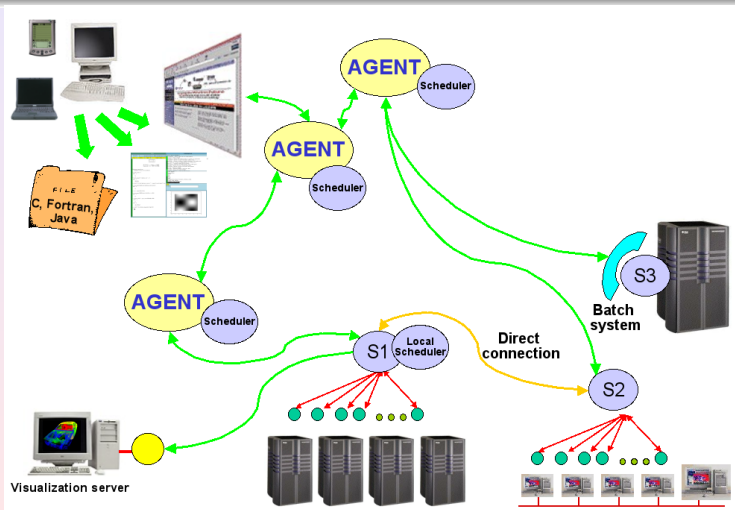 AGENT
Scheduler
AGENT
Scheduler
FILE
C, Fortran,
Java
S3
AGENT
Scheduler
Batch
system
S1
Local
Scheduler
Direct
connection
S2
Visualization server